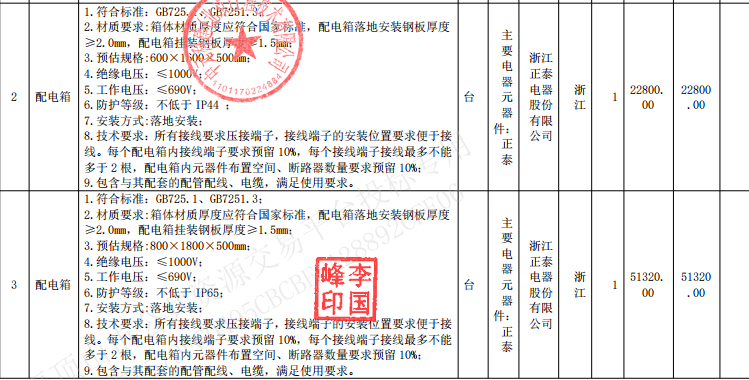 2
配电箱
1.符合标准：GB725.、GB7251.3；
2.材质要求:箱体材质厚度应符合国家标准，配电箱落地安装钢板厚度
≥2.0mm，配电箱挂装钢板厚度≥1.5mm；
3.预估规格:600×1600×500mm；
4.绝缘电压：≤1000V；
5.工作电压：≤690V；
6.防护等级：不低于 IP44 ；
7.安装方式:落地安装；
8.技术要求：所有接线要求压接端子，接线端子的安装位置要求便于接
线。每个配电箱内接线端子要求预留 10%，每个接线端子接线最多不能
多于 2 根，配电箱内元器件布置空间、断路器数量要求预留 10%；
9.包含与其配套的配管配线、电缆，满足使用要求。
台
主要电器元器件：正泰
浙江
正泰
电器
股份
有限
公司
浙江
1
22800.
00
22800
.00
1101170224884
3
配电箱
1.符合标准：GB725.1、GB7251.3；
2.材质要求:箱体材质厚度应符合国家标准，配电箱落地安装钢板厚度
≥2.0mm，配电箱挂装钢板厚度≥1.5mm；
3.预估规格:800×1800×500mm；
4.绝缘电压：≤1000V；
5.工作电压：≤690V；
6.防护等级：不低于 IP65；
7.安装方式:落地安装；
8.技术要求：所有接线要求压接端子，接线端子的安装位置要求便于接
线。每个配电箱内接线端子要求预留 10%，每个接线端子接线最多不能
多于 2 根，配电箱内元器件布置空间、断路器数量要求预留 10%；
9.包含与其配套的配管配线、电缆，满足使用要求。
台
主要电器元器件：正泰
浙江
正泰
电器
股份
有限
公司
浙江
1
51320.
00
51320
.00
李国
峰印